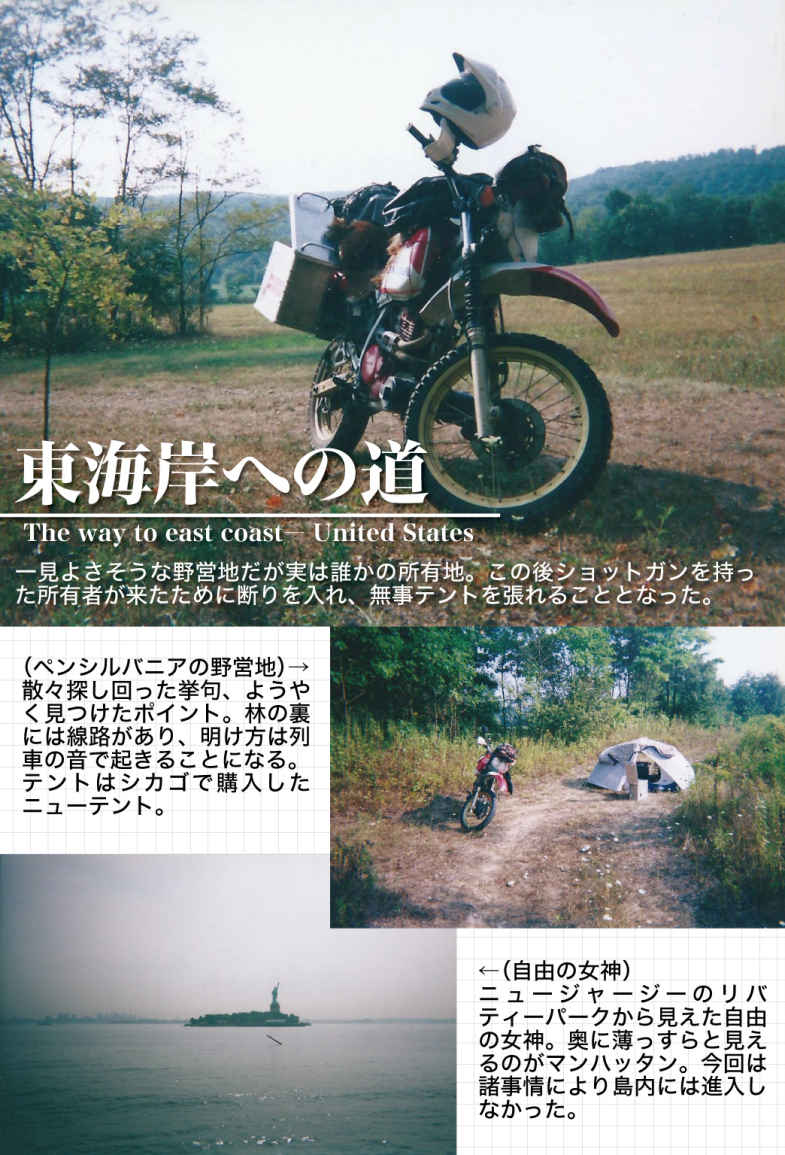 東海岸への道
The way to east coast— United States
一見よさそうな野営地だが実は誰かの所有地。この後ショットガンを持っ
た所有者が来たために断りを入れ、無事テントを張れることとなった。
(ペンシルバニアの野営地)→
散々探し回った挙句、ようや
く見つけたポイント。林の裏
には線路があり、明け方は列
車の音で起きることになる。
テントはシカゴで購入した
ニューテント。
←(自由の女神)
ニュージャージーのリバ
ティーパークから見えた自由
の女神。奥に薄っすらと見え
るのがマンハッタン。今回は
諸事情により島内には進入し
なかった。